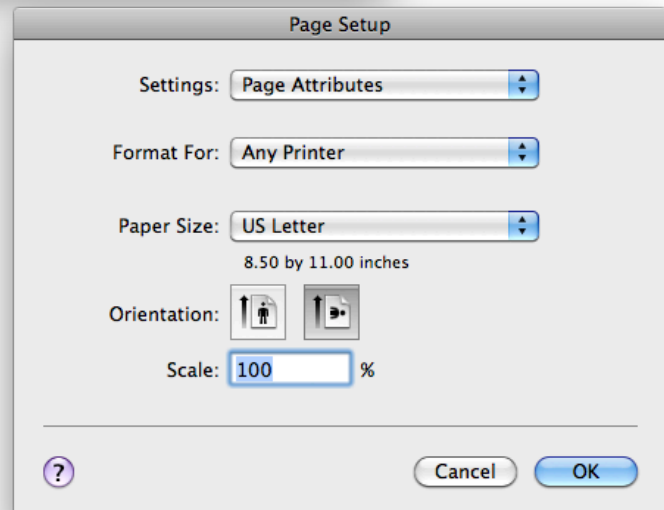 Page Setup
Settings: Page Attributes
Format For: Any Printer
Paper Size: US Letter
8.50 by 11.00 inches
Orientation:
Scale: 100 %
? Cancel OK